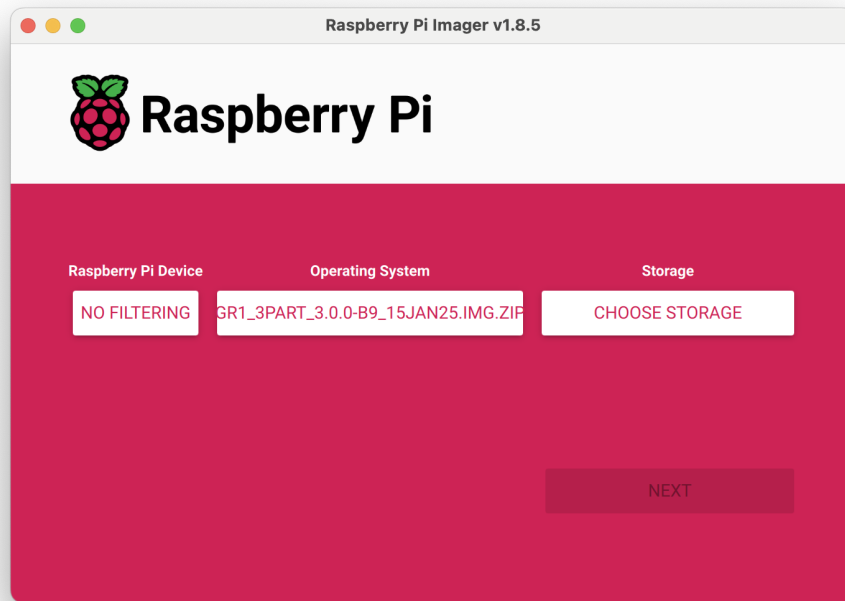 Raspberry Pi Imager v1.8.5
Raspberry Pi
Raspberry Pi Device
Operating System
Storage
NO FILTERING
GR1_3PART_3.0.0-B9_15JAN25.IMG.ZIP
CHOOSE STORAGE
NEXT